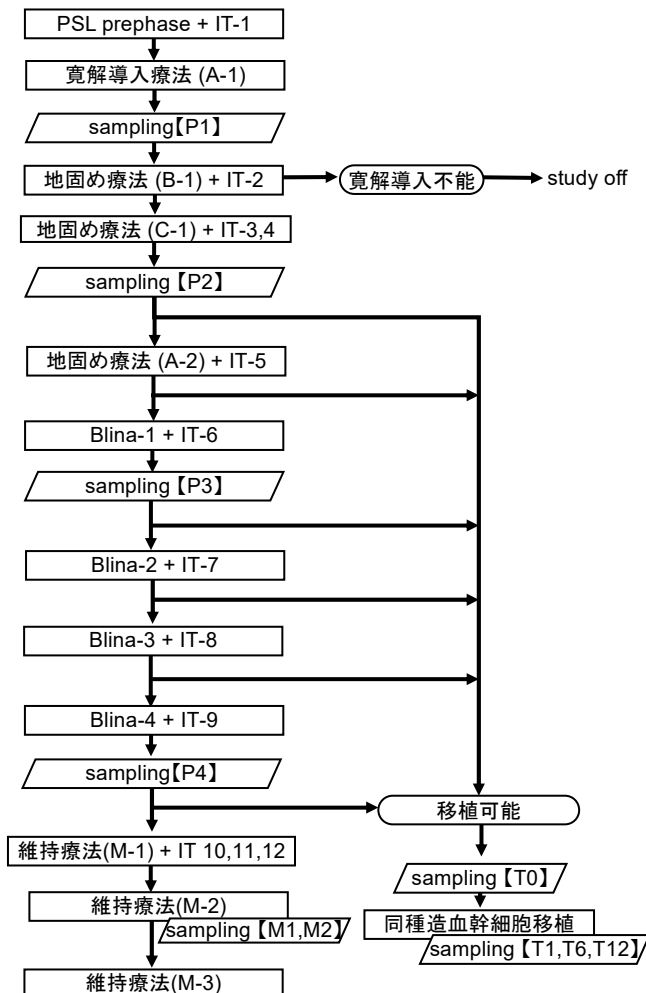 PSL prephase + IT-1
寛解導入療法 (A-1)
sampling【P1】
地固め療法 (B-1) + IT-2
寛解導入不能
study off
地固め療法 (C-1) + IT-3,4
sampling【P2】
地固め療法 (A-2) + IT-5
Blina-1 + IT-6
sampling【P3】
Blina-2 + IT-7
Blina-3 + IT-8
Blina-4 + IT-9
sampling【P4】
移植可能
維持療法(M-1) + IT 10,11,12
sampling【T0】
維持療法(M-2)
同種造血幹細胞移植
sampling【M1,M2】
sampling【T1,T6,T12】
維持療法(M-3)